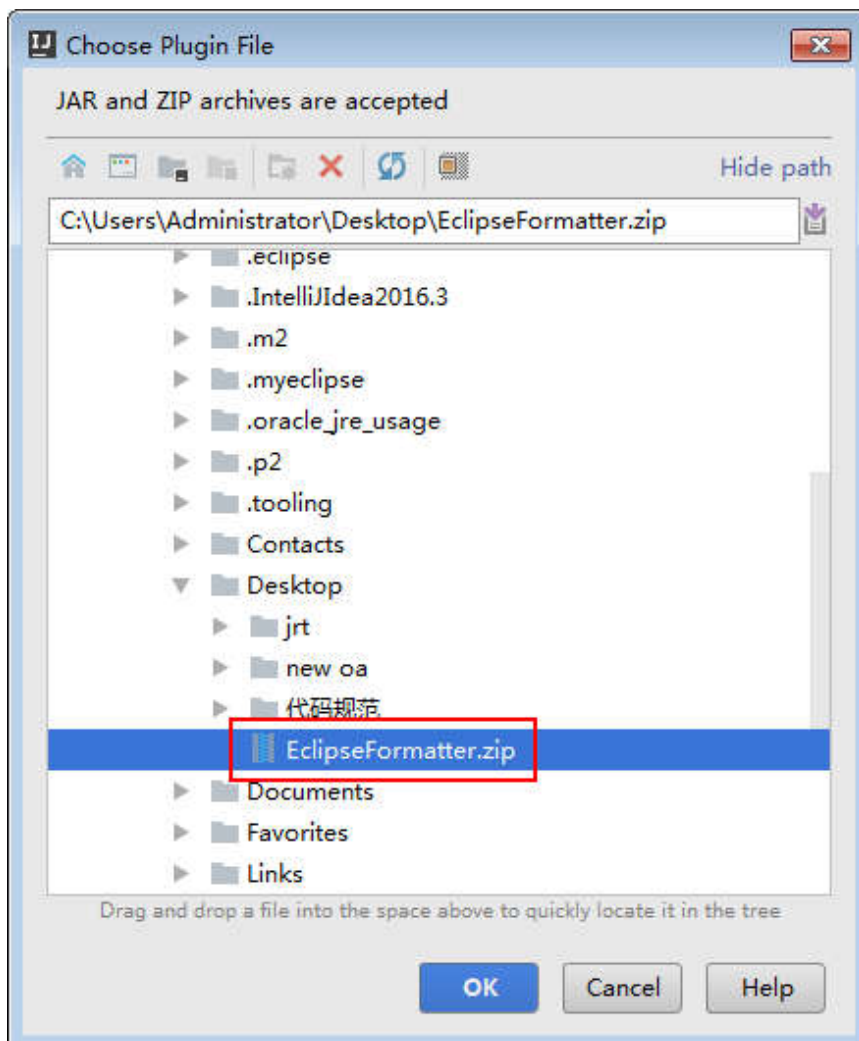 Choose Plugin File
JAR and ZIP archives are accepted
Hide path
C:\Users\Administrator\Desktop\EclipseFormatter.zip
.eclipse
.IntelliJIdea2016.3
.m2
.myeclipse
.oracle_jre_usage
.p2
.tooling
Contacts
Desktop
jrt
new oa
代码规范
EclipseFormatter.zip
Documents
Favorites
Links
Drag and drop a file into the space above to quickly locate it in the tree
OK Cancel Help